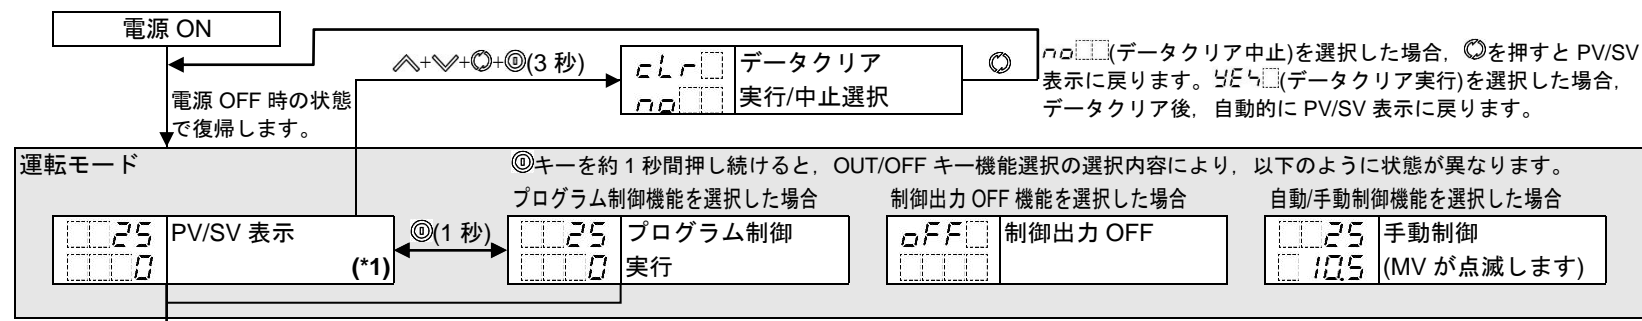 電源 ON
電源 OFF 時の状態
で復帰します。
++++(3 秒)
cLr
no
データクリア
実行/中止選択
no(データクリア中止)を選択した場合，を押すと PV/SV
表示に戻ります。YES(データクリア実行)を選択した場合，
データクリア後，自動的に PV/SV 表示に戻ります。
運転モード
キーを約 1 秒間押し続けると，OUT/OFF キー機能選択の選択内容により，以下のように状態が異なります。
プログラム制御機能を選択した場合
制御出力 OFF 機能を選択した場合
自動/手動制御機能を選択した場合
25
0
PV/SV 表示
(*1)
(1 秒)
25
0
プログラム制御
実行
oFF
制御出力 OFF
25
10.5
手動制御
(MV が点滅します)